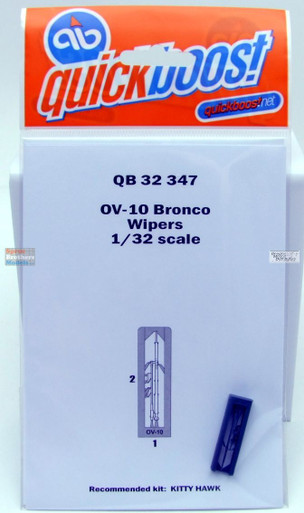 ab
quickboost
quickboost.net
QB 32 347
OV-10 Bronco
Wipers
1/32 scale
2
OV-10
1
Recommended kit: KITTY HAWK